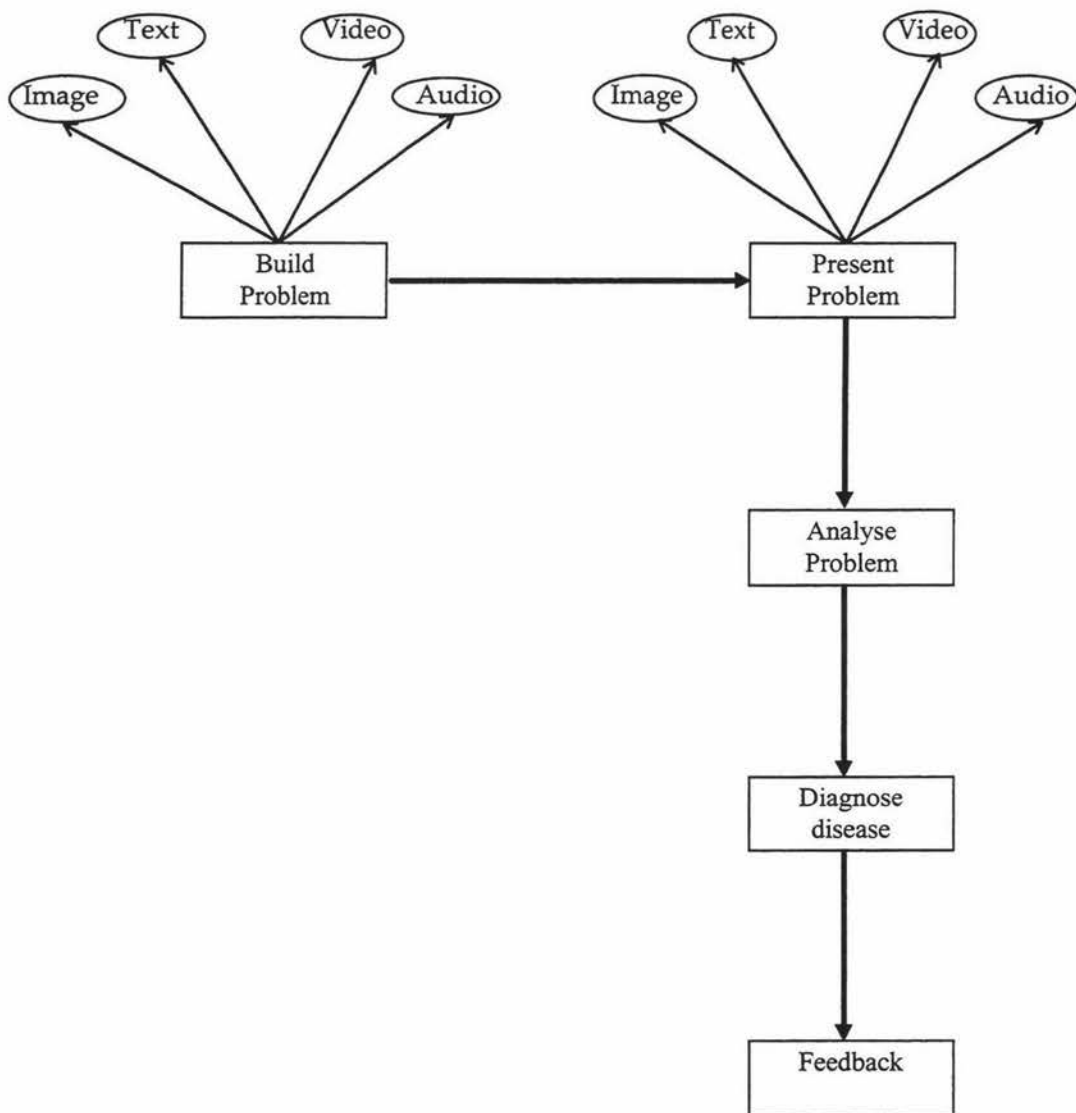 Text
Video
Text
Video
Image
Audio
Image
Audio
Build
Problem
Present
Problem
Analyse
Problem
Diagnose
disease
Feedback